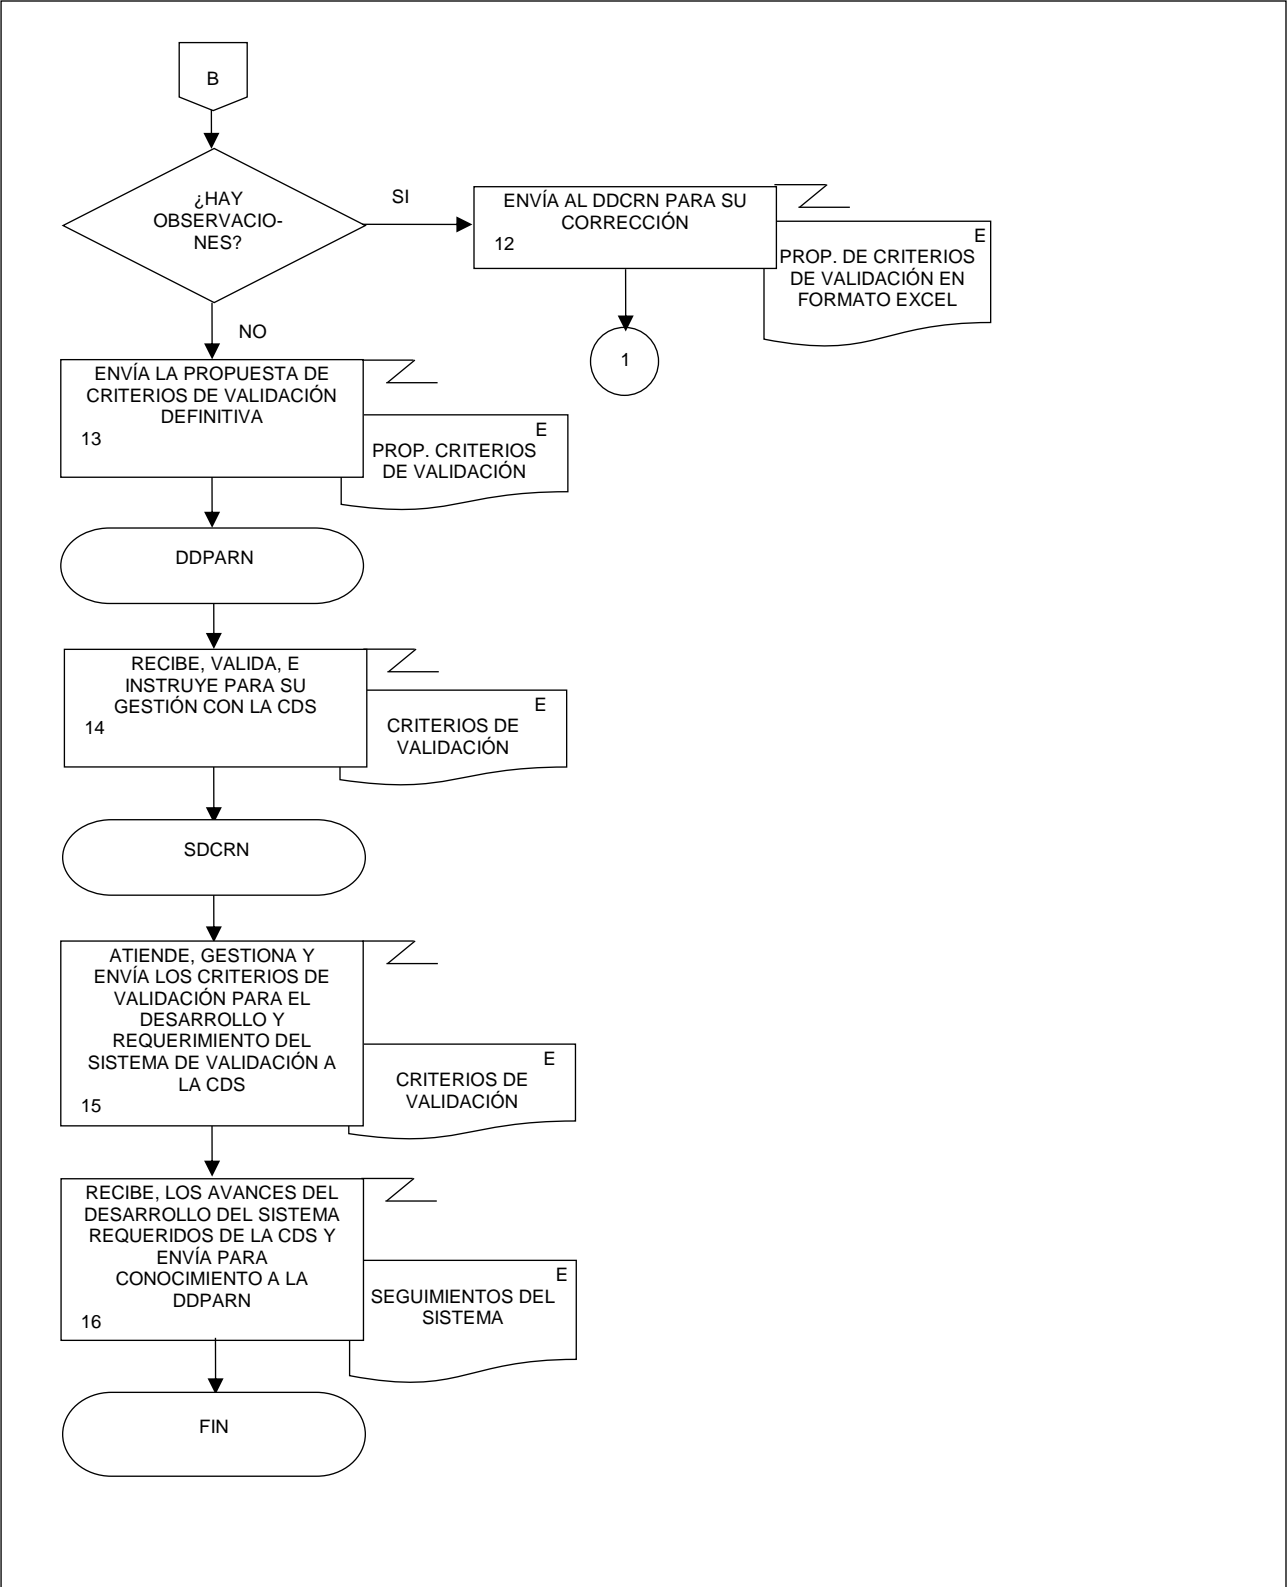 B
¿HAY
OBSERVACIO-
NES?
SI
ENVÍA AL DDCRN PARA SU
CORRECCIÓN
12
E
PROP. DE CRITERIOS
DE VALIDACIÓN EN
FORMATO EXCEL
1
NO
ENVÍA LA PROPUESTA DE
CRITERIOS DE VALIDACIÓN
DEFINITIVA
13
E
PROP. CRITERIOS
DE VALIDACIÓN
DDPARN
RECIBE, VALIDA, E
INSTRUYE PARA SU
GESTIÓN CON LA CDS
14
E
CRITERIOS DE
VALIDACIÓN
SDCRN
ATIENDE, GESTIONA Y
ENVÍA LOS CRITERIOS DE
VALIDACIÓN PARA EL
DESARROLLO Y
REQUERIMIENTO DEL
SISTEMA DE VALIDACIÓN A
LA CDS
15
E
CRITERIOS DE
VALIDACIÓN
RECIBE, LOS AVANCES DEL
DESARROLLO DEL SISTEMA
REQUERIDOS DE LA CDS Y
ENVÍA PARA
CONOCIMIENTO A LA
DDPARN
16
E
SEGUIMIENTOS DEL
SISTEMA
FIN